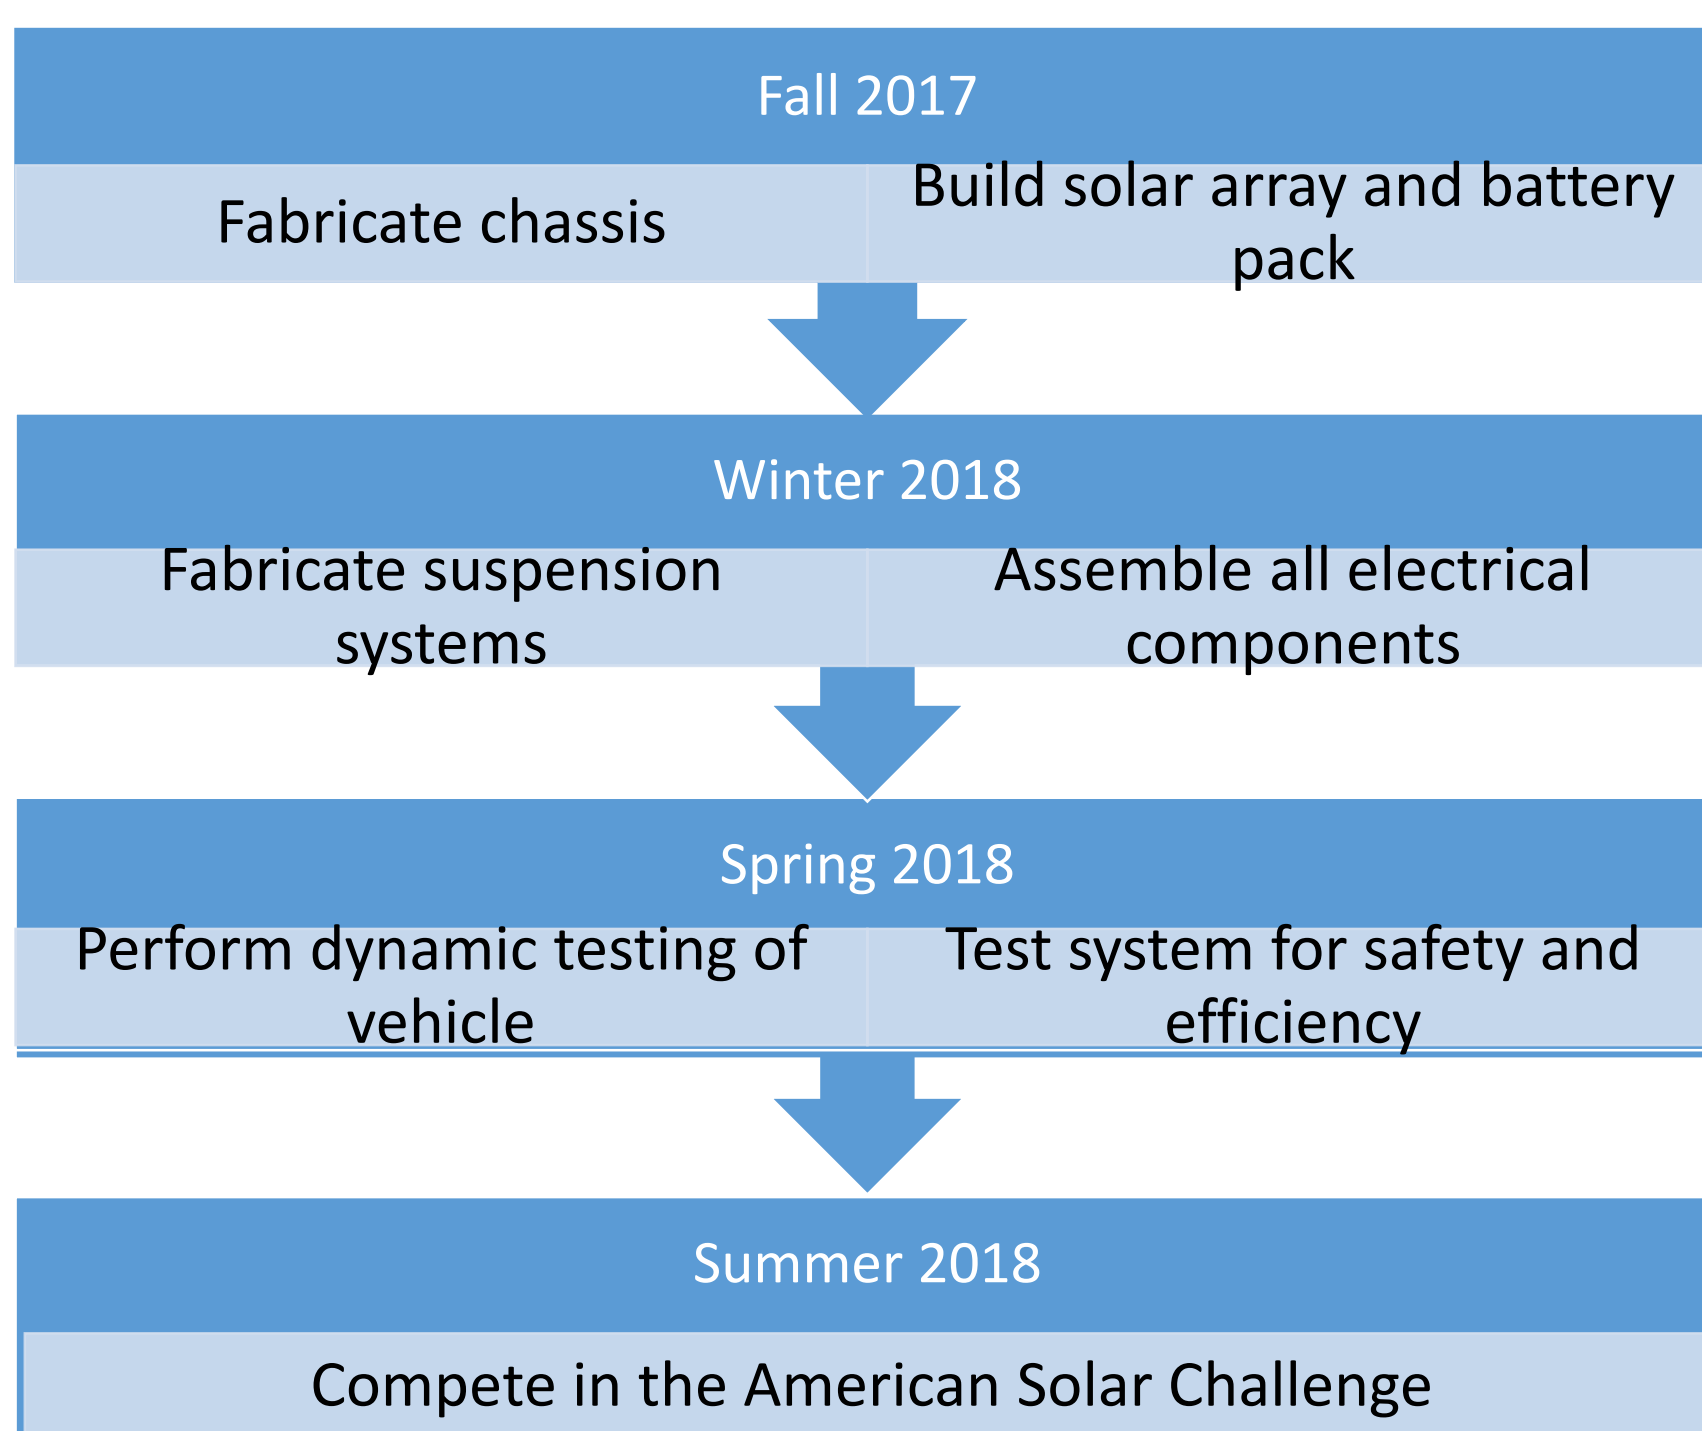 Fall 2017
Fabricate chassis
Build solar array and battery
pack
Winter 2018
Fabricate suspension
systems
Assemble all electrical
components
Spring 2018
Perform dynamic testing of
vehicle
Test system for safety and
efficiency
Summer 2018
Compete in the American Solar Challenge